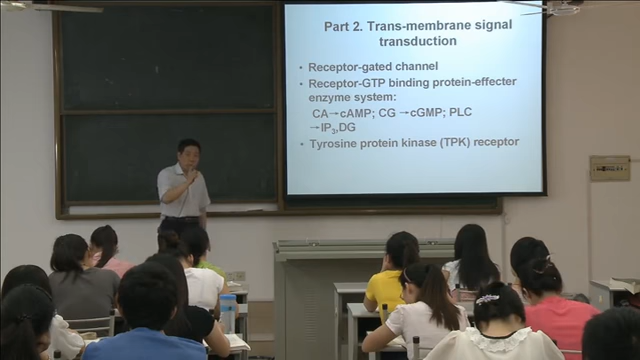 Part 2. Trans-membrane signal
transduction
• Receptor-gated channel
• Receptor-GTP binding protein-effecter
enzyme system:
CA→cAMP; CG →cGMP; PLC
→IP₃,DG
• Tyrosine protein kinase (TPK) receptor